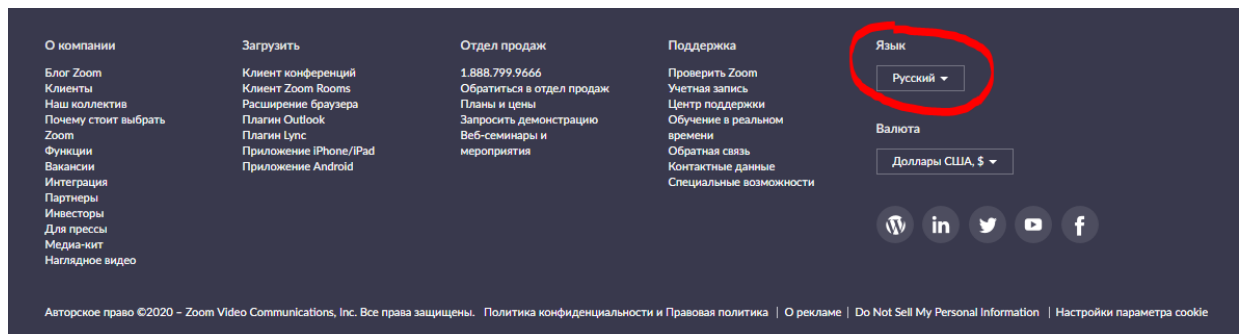 О компании
Блог Zoom
Клиенты
Наш коллектив
Почему стоит выбрать
Zoom
Функции
Вакансии
Интеграция
Партнеры
Инвесторы
Для прессы
Медиа-кит
Наглядное видео
Загрузить
Клиент конференций
Клиент Zoom Rooms
Расширение браузера
Плагин Outlook
Плагин Lync
Приложение iPhone/iPad
Приложение Android
Отдел продаж
1.888.799.9666
Обратиться в отдел продаж
Планы и цены
Запросить демонстрацию
Веб-семинары и
мероприятия
Поддержка
Проверить Zoom
Учетная запись
Центр поддержки
Обучение в реальном
времени
Обратная связь
Контактные данные
Специальные возможности
Язык
Русский
Валюта
Доллары США, $
Авторское право ©2020 – Zoom Video Communications, Inc. Все права защищены. Политика конфиденциальности и Правовая политика | О рекламе | Do Not Sell My Personal Information | Настройки параметра cookie